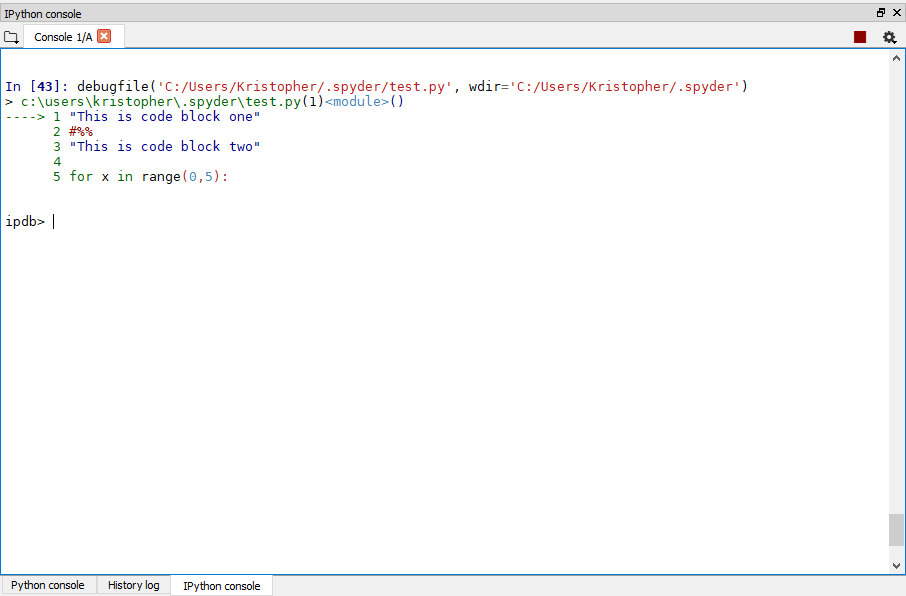 IPython console
Console 1/A
In [43]: debugfile('C:/Users/Kristopher/.spyder/test.py', wdir='C:/Users/Kristopher/.spyder')
> c:\users\kristopher\.spyder\test.py(1)<module>()
----> 1 "This is code block one"
      2 #%%
      3 "This is code block two"
      4
      5 for x in range(0,5):
ipdb>
Python console History log IPython console